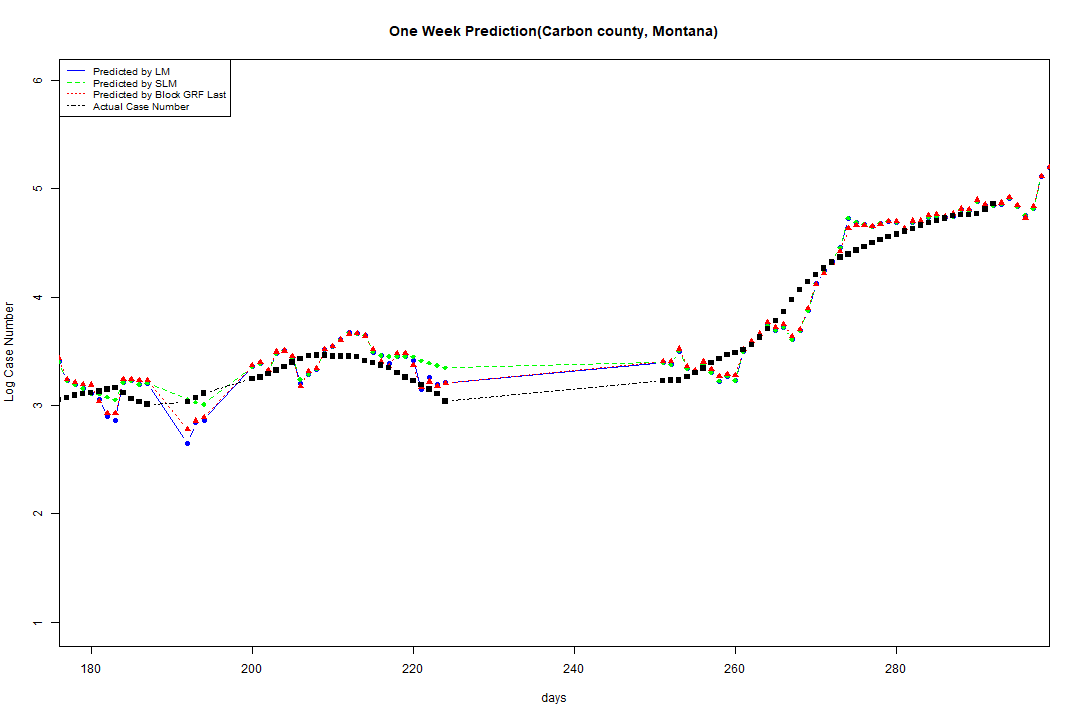 One Week Prediction(Carbon county, Montana)
Predicted by LM
Predicted by SLM
Predicted by Block GRF Last
Actual Case Number
6
5
4
3
2
1
Log Case Number
180 200 220 240 260 280
days